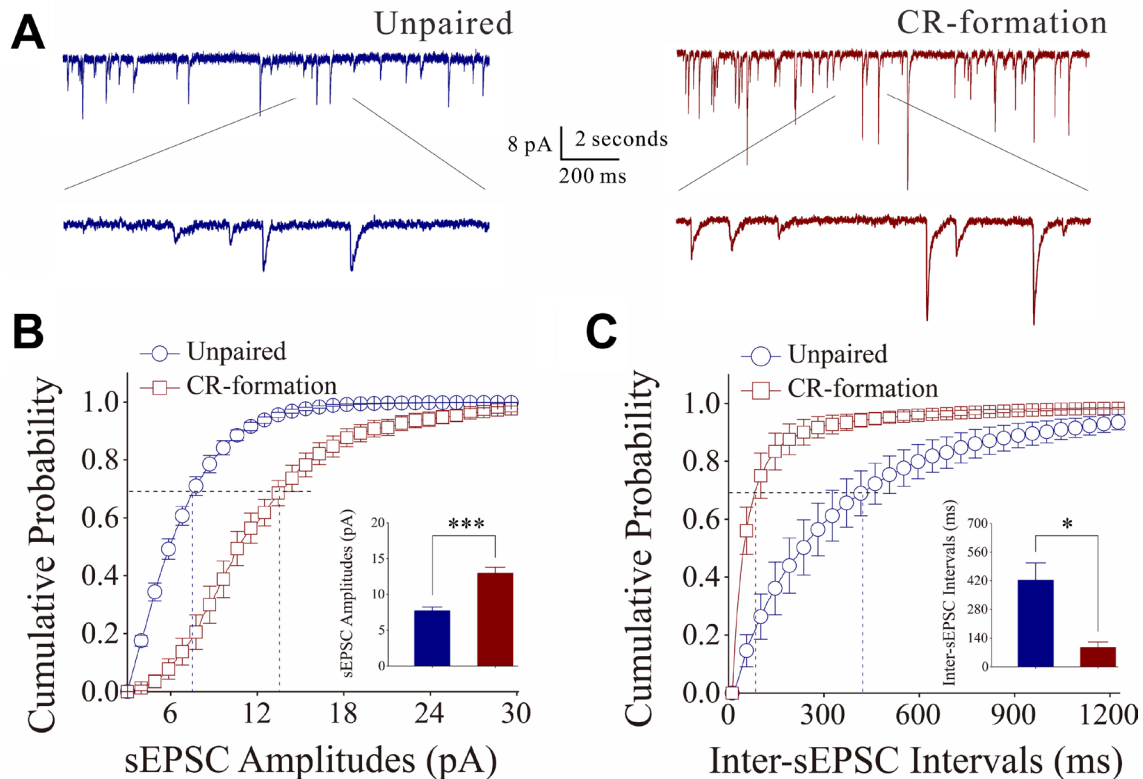 A
Unpaired
CR-formation
8 pA
2 seconds
200 ms
B
Unpaired
CR-formation
Cumulative Probability
1.0
0.8
0.6
0.4
0.2
0.0
6
12
18
24
30
sEPSC Amplitudes (pA)
sEPSC Amplitudes (pA)
20
15
10
5
0
***
C
Unpaired
CR-formation
Cumulative Probability
1.0
0.8
0.6
0.4
0.2
0.0
0
300
600
900
1200
Inter-sEPSC Intervals (ms)
Inter-sEPSC Intervals (ms)
700
560
420
280
140
0
*